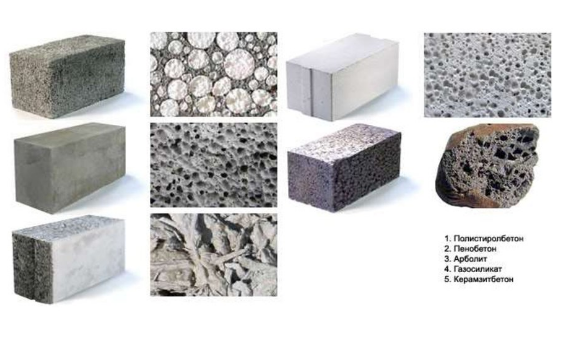 1. Полистиролбетон
2. Пенобетон
3. Арболит
4. Газосиликат
5. Керамзитбетон